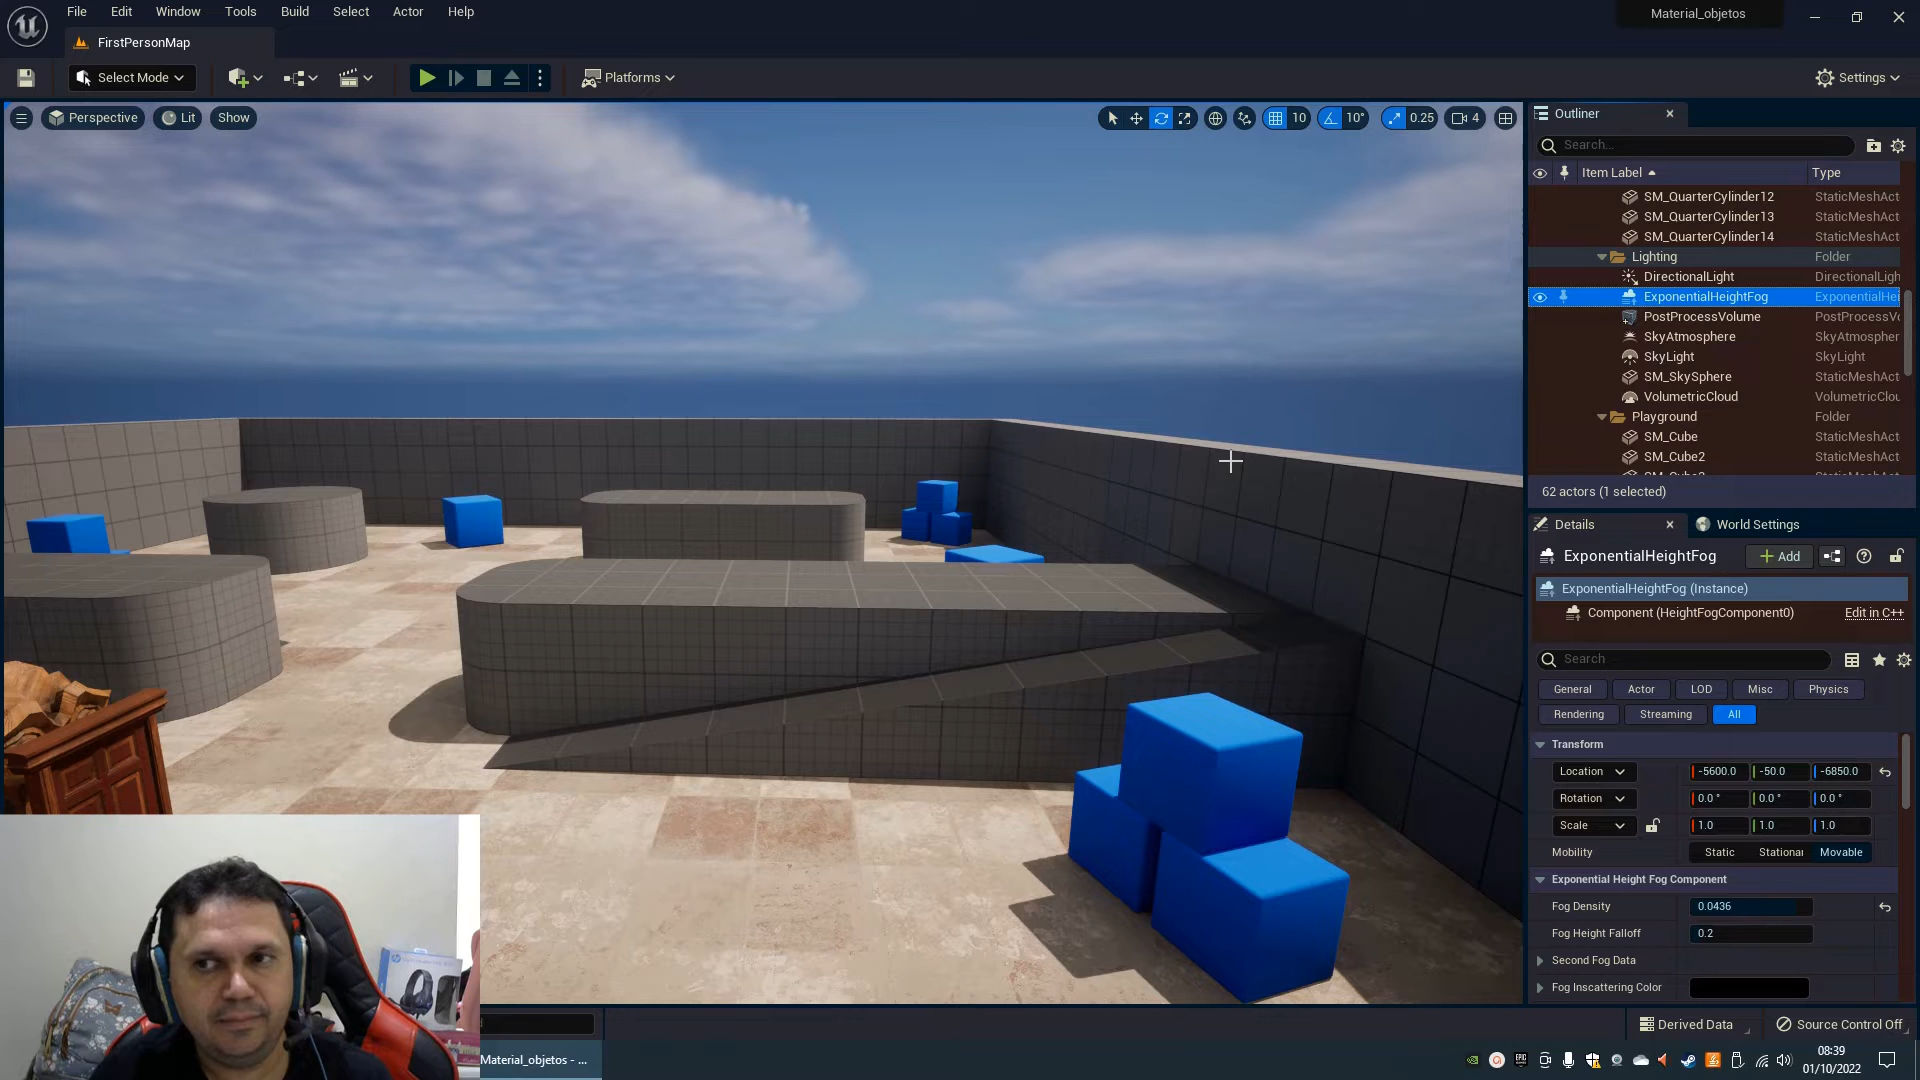 File Edit Window Tools Build Select Actor Help
Material_objetos
FirstPersonMap
Select Mode
Platforms
Settings
Perspective
Lit
Show
10
10°
0.25
4
Outliner
Search...
Item Label
Type
SM_QuarterCylinder12 StaticMeshAct
SM_QuarterCylinder13 StaticMeshAct
SM_QuarterCylinder14 StaticMeshAct
Lighting Folder
DirectionalLight DirectionalLigh
ExponentialHeightFog ExponentialHei
PostProcessVolume PostProcessVo
SkyAtmosphere SkyAtmospher
SkyLight SkyLight
SM_SkySphere StaticMeshAct
VolumetricCloud VolumetricClou
Playground Folder
SM_Cube StaticMeshAct
SM_Cube2 StaticMeshAct
62 actors (1 selected)
Details
World Settings
ExponentialHeightFog
Add
ExponentialHeightFog (Instance)
Component (HeightFogComponent0) Edit in C++
Search
General Actor LOD Misc Physics
Rendering Streaming All
Transform
Location -5600.0 -50.0 -6850.0
Rotation 0.0 ° 0.0 ° 0.0 °
Scale 1.0 1.0 1.0
Mobility Static Stationar Movable
Exponential Height Fog Component
Fog Density 0.0436
Fog Height Falloff 0.2
Second Fog Data
Fog Inscattering Color
Derived Data
Source Control Off
Material_objetos - ...
08:39
01/10/2022